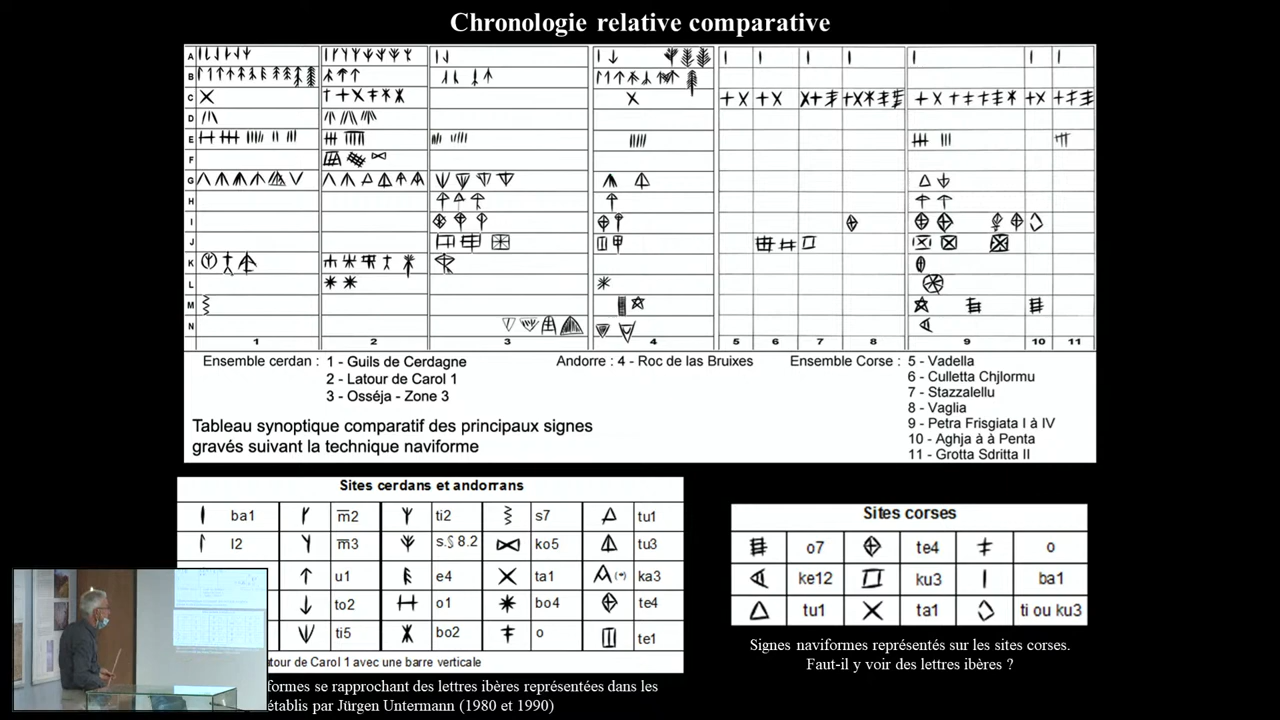 Chronologie relative comparative
A
B
C
D
E
F
G
H
I
J
K
L
M
N
1 2 3 4 5 6 7 8 9 10 11
Ensemble cerdan : 1 - Guils de Cerdagne
2 - Latour de Carol 1
3 - Osséja - Zone 3
Andorre : 4 - Roc de las Bruixes
Ensemble Corse : 5 - Vadella
6 - Culletta Chjlormu
7 - Stazzalellu
8 - Vaglia
9 - Petra Frisgiata I à IV
10 - Aghja à à Penta
11 - Grotta Sdritta II
Tableau synoptique comparatif des principaux signes
gravés suivant la technique naviforme
Sites cerdans et andorrans
ba1 m̅2 ti2 s7 tu1
l2 m̅3 s.§ 8.2 ko5 tu3
u1 e4 ta1 (*) ka3
to2 o1 bo4 te4
ti5 bo2 o te1
atour de Carol 1 avec une barre verticale
formes se rapprochant des lettres ibères représentées dans les
établis par Jürgen Untermann (1980 et 1990)
Sites corses
o7 te4 o
ke12 ku3 ba1
tu1 ta1 ti ou ku3
Signes naviformes représentés sur les sites corses.
Faut-il y voir des lettres ibères ?